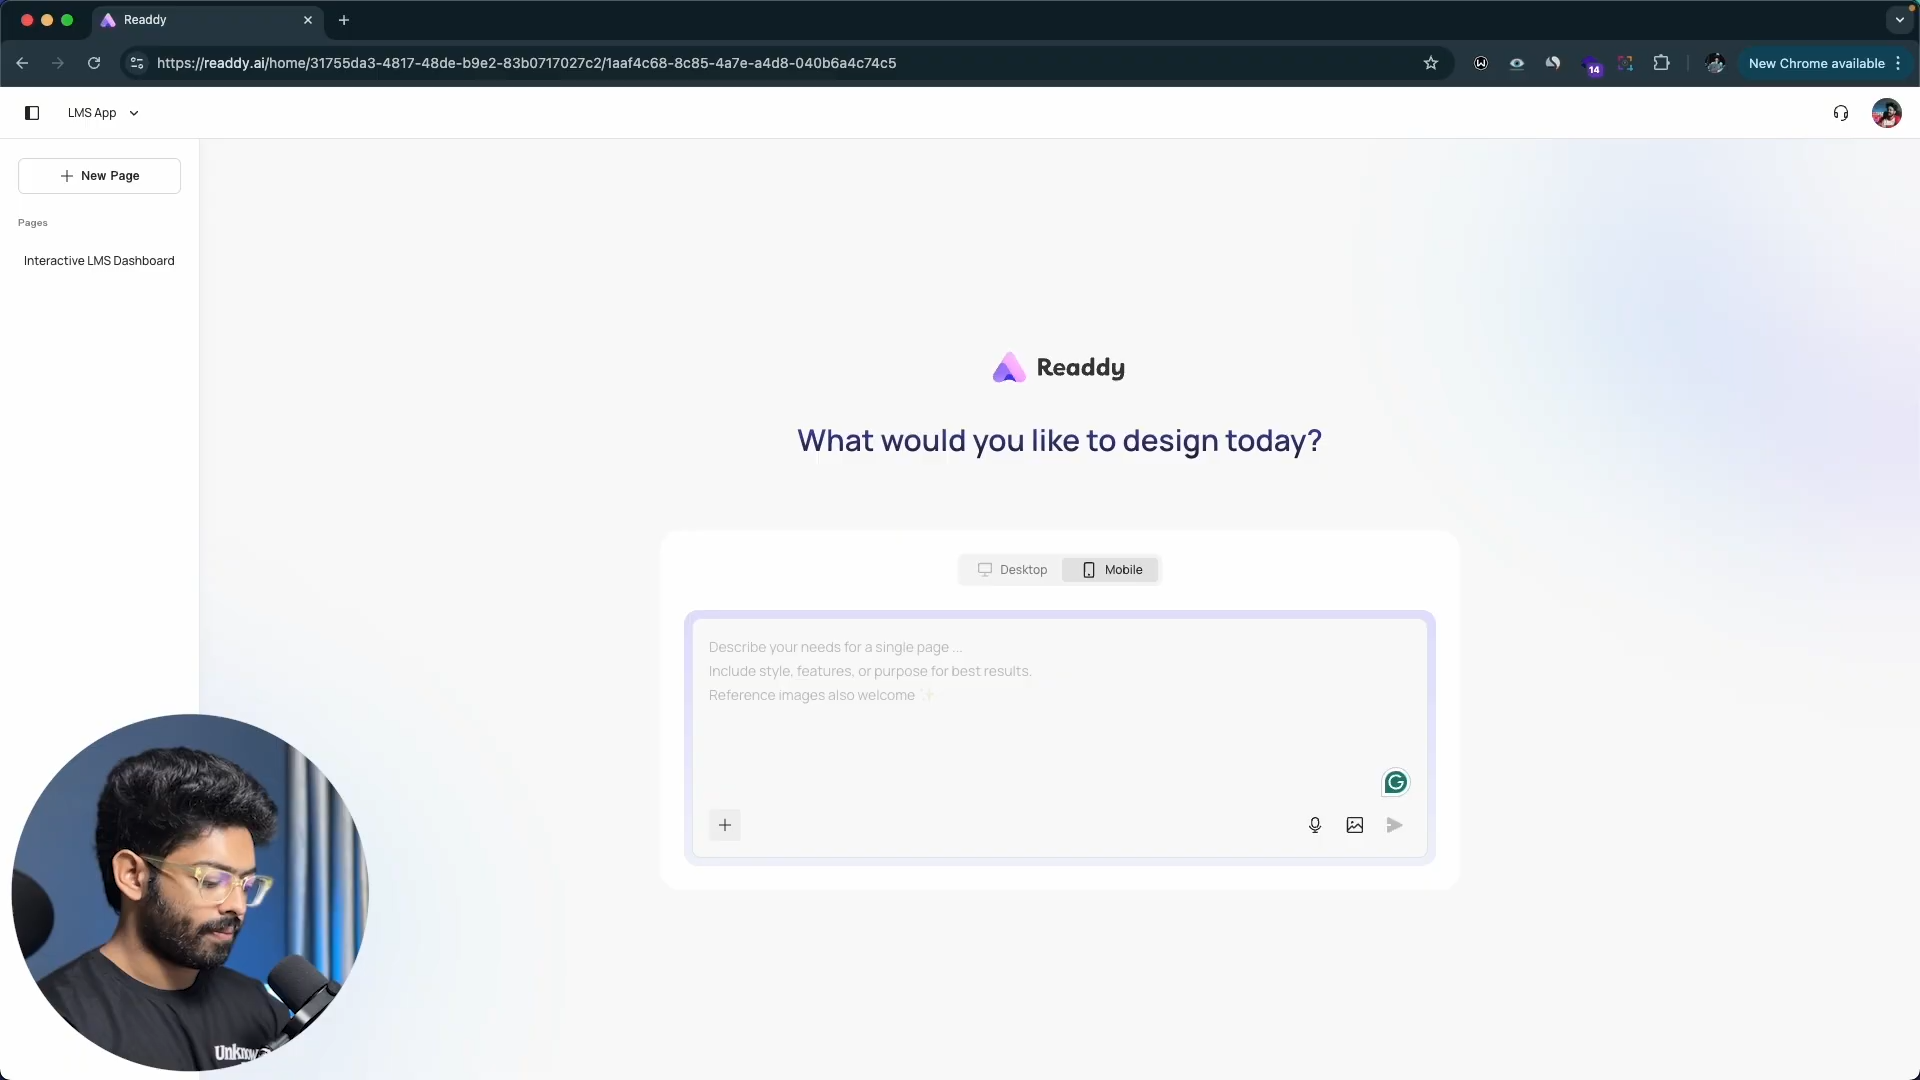 Readdy
https://readdy.ai/home/31755da3-4817-48de-b9e2-83b0717027c2/1aaf4c68-8c85-4a7e-a4d8-040b6a4c74c5
14
New Chrome available
LMS App
New Page
Pages
Interactive LMS Dashboard
Readdy
What would you like to design today?
Desktop
Mobile
Describe your needs for a single page ...
Include style, features, or purpose for best results.
Reference images also welcome ✨